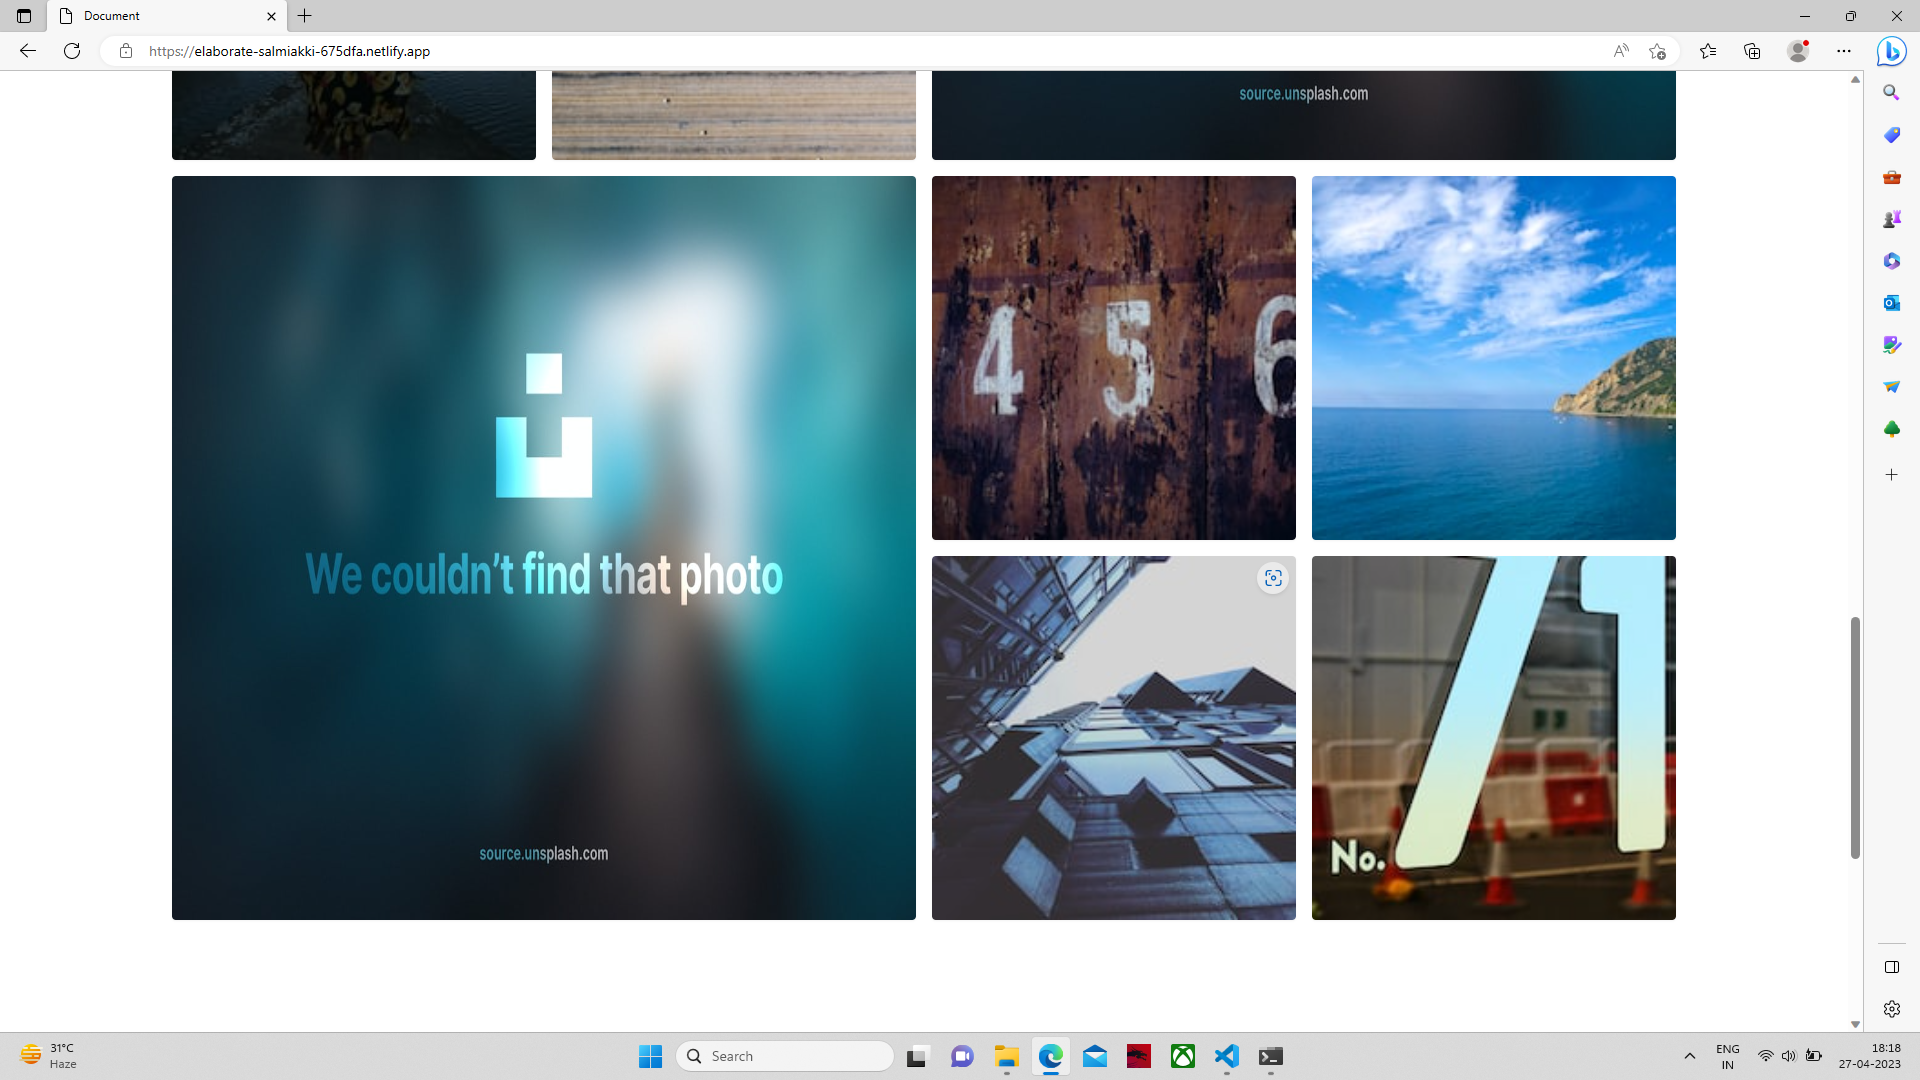 Document
https://elaborate-salmiakki-675dfa.netlify.app
source.unsplash.com
4 5 6
We couldn't find that photo
source.unsplash.com
71
No.
31°C
Haze
Search
ENG
IN
18:18
27-04-2023